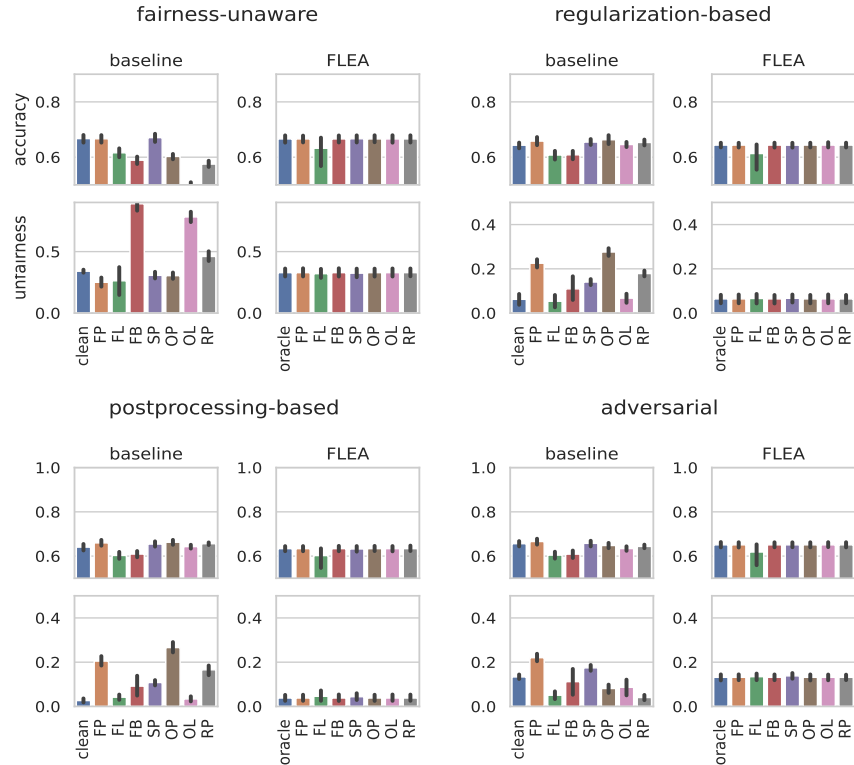 fairness-unaware regularization-based
baseline FLEA baseline FLEA
accuracy
0.8 0.8 0.8 0.8
0.6 0.6 0.6 0.6
unfairness
0.4 0.4
0.5 0.5
0.2 0.2
0.0 0.0 0.0 0.0
clean FP FL FB SP OP OL RP oracle FP FL FB SP OP OL RP clean FP FL FB SP OP OL RP oracle FP FL FB SP OP OL RP
postprocessing-based adversarial
baseline FLEA baseline FLEA
1.0 1.0 1.0 1.0
0.8 0.8 0.8 0.8
0.6 0.6 0.6 0.6
0.4 0.4 0.4 0.4
0.2 0.2 0.2 0.2
0.0 0.0 0.0 0.0
clean FP FL FB SP OP OL RP oracle FP FL FB SP OP OL RP clean FP FL FB SP OP OL RP oracle FP FL FB SP OP OL RP